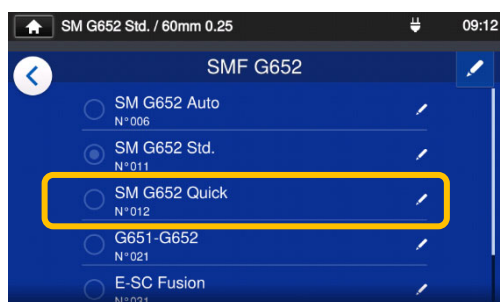 SM G652 Std. / 60mm 0.25 09:12
SMF G652
SM G652 Auto
N°006
SM G652 Std.
N°011
SM G652 Quick
N°012
G651-G652
N°021
E-SC Fusion
N°031